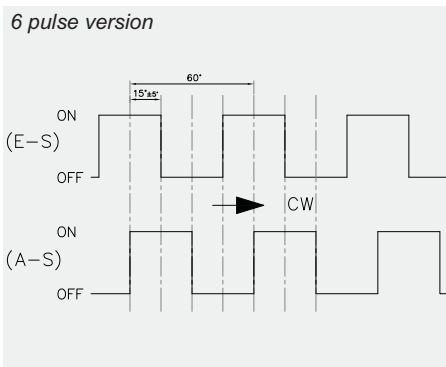 6 pulse version
60°
15°±5°
ON
(E–S)
OFF
CW
ON
(A–S)
OFF